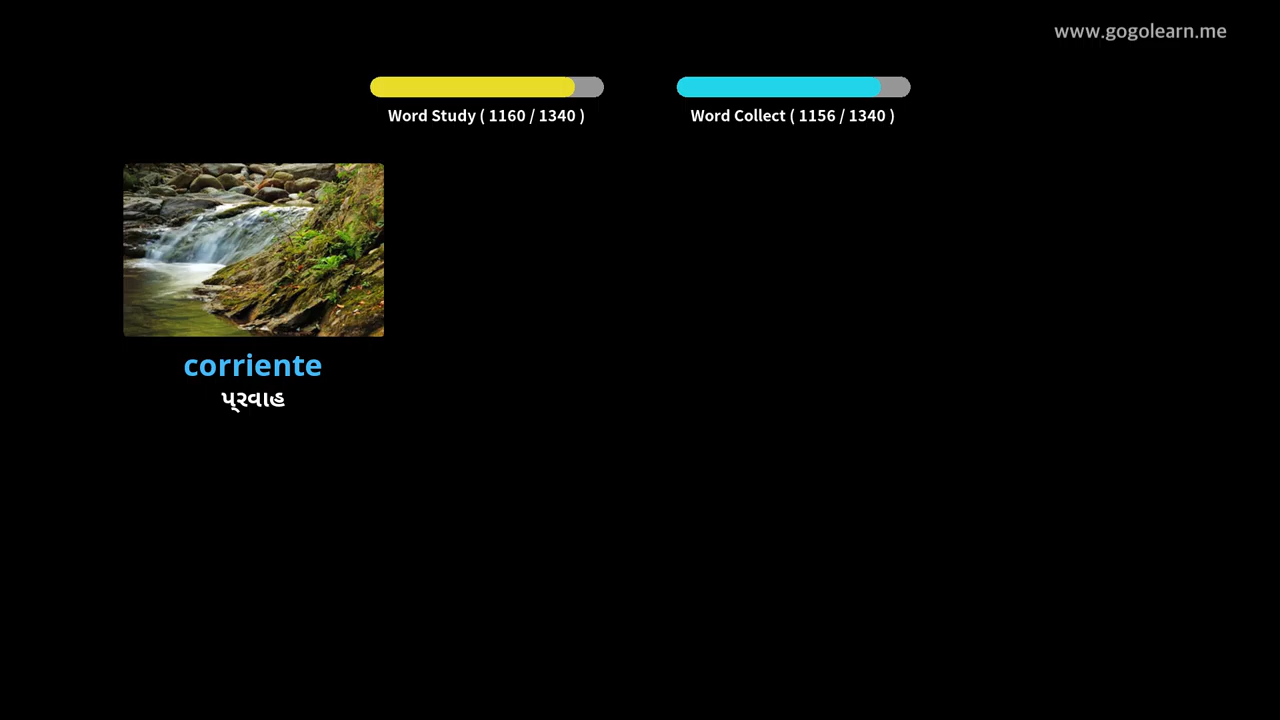 www.gogolearn.me
Word Study ( 1160 / 1340 )
Word Collect ( 1156 / 1340 )
corriente
પ્રવાહ